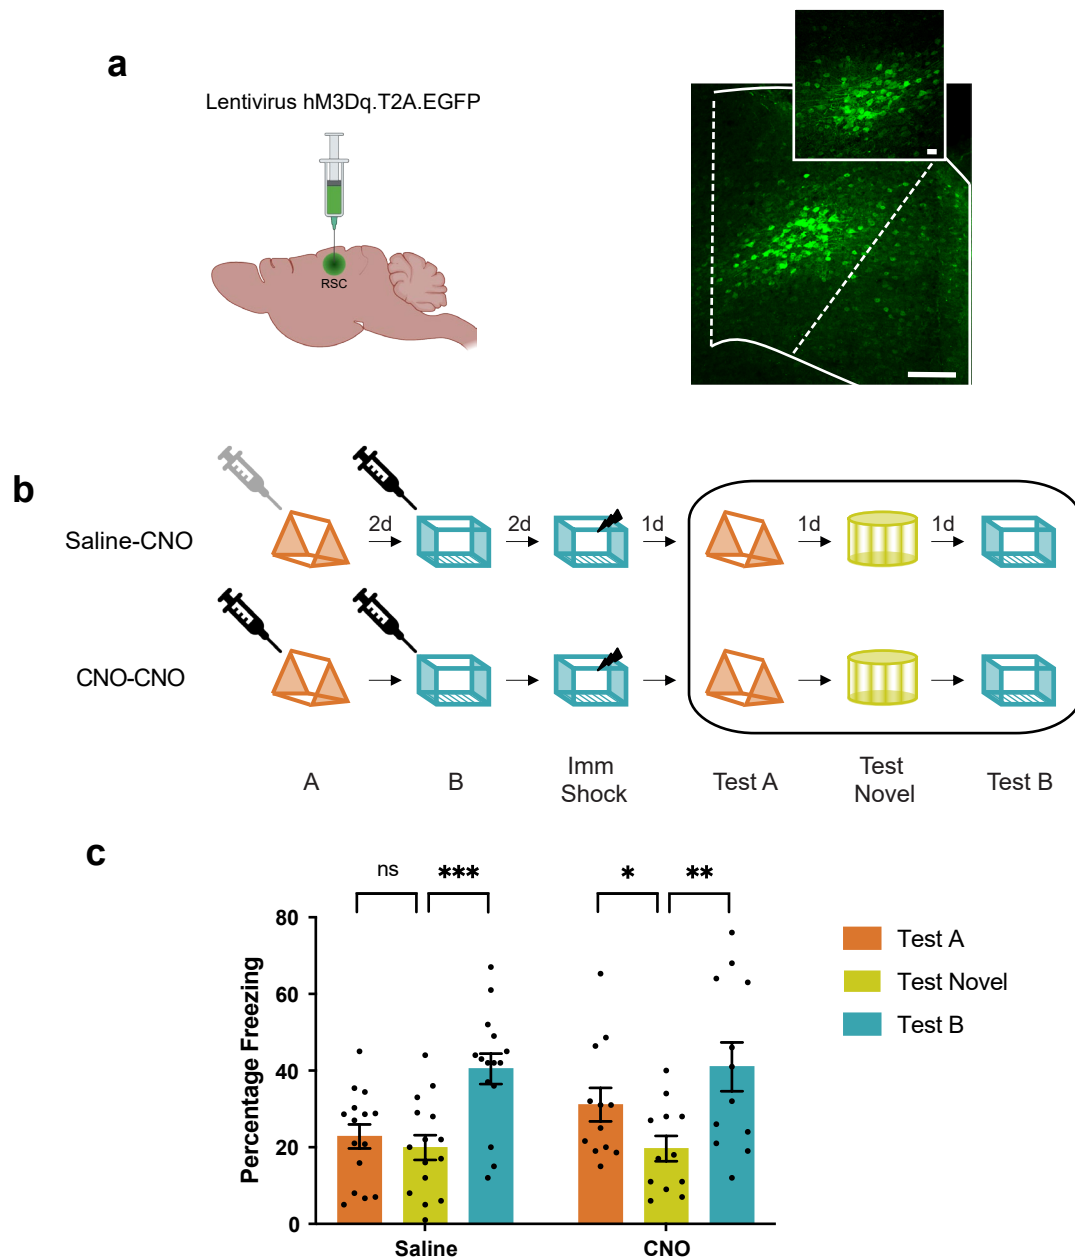 a
Lentivirus hM3Dq.T2A.EGFP
RSC
b
Saline-CNO
2d
2d
1d
1d
1d
CNO-CNO
A
B
Imm
Shock
Test A
Test
Novel
Test B
c
ns
***
*
**
Percentage Freezing
80
60
40
20
0
Saline
CNO
Test A
Test Novel
Test B